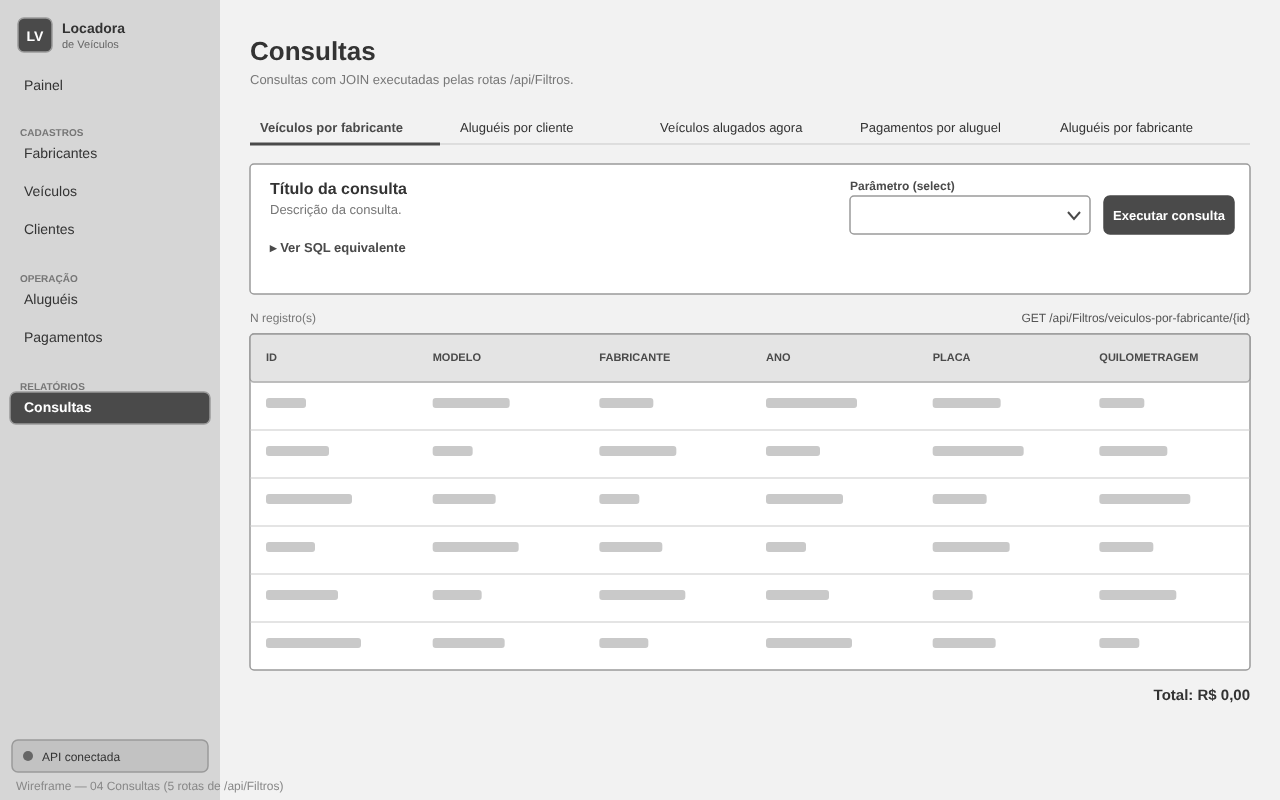 LV
Locadora
de Veículos
Painel
CADASTROS
Fabricantes
Veículos
Clientes
OPERAÇÃO
Aluguéis
Pagamentos
RELATÓRIOS
Consultas
API conectada
Wireframe — 04 Consultas (5 rotas de /api/Filtros)
Consultas
Consultas com JOIN executadas pelas rotas /api/Filtros.
Veículos por fabricante Aluguéis por cliente Veículos alugados agora Pagamentos por aluguel Aluguéis por fabricante
Título da consulta
Descrição da consulta.
▸ Ver SQL equivalente
Parâmetro (select)
Executar consulta
N registro(s) GET /api/Filtros/veiculos-por-fabricante/{id}
ID MODELO FABRICANTE ANO PLACA QUILOMETRAGEM
Total: R$ 0,00